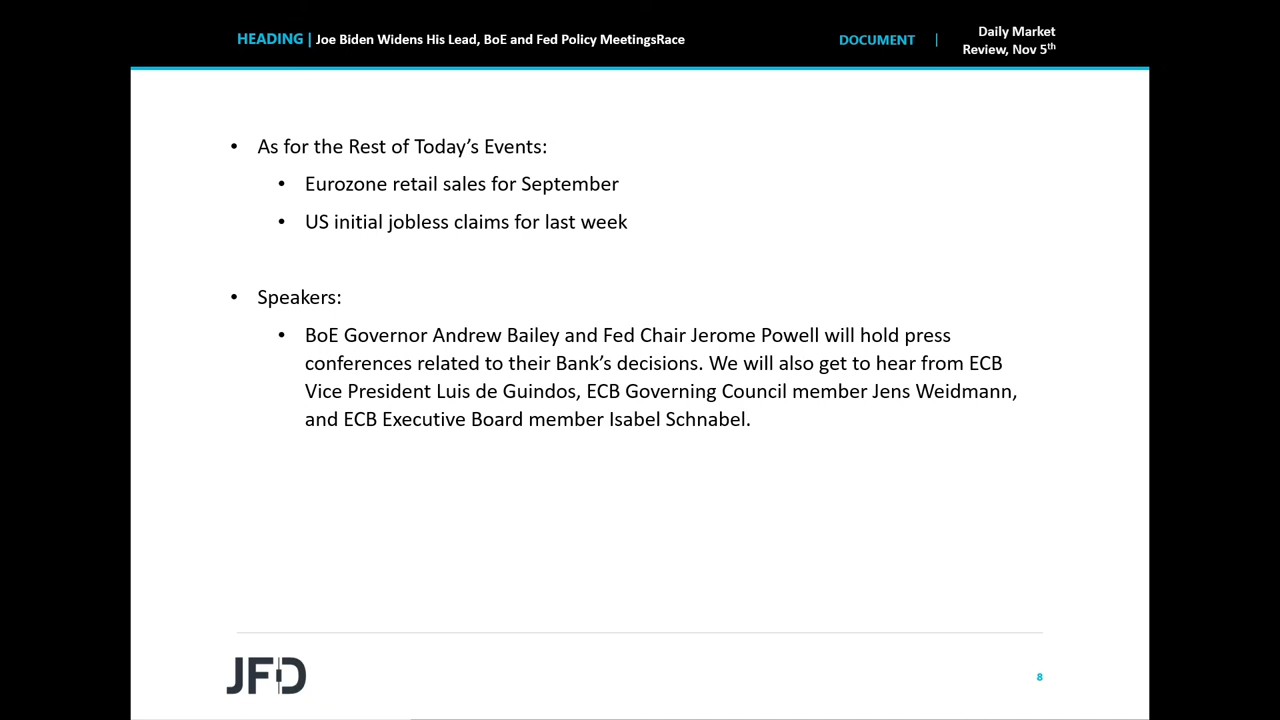 HEADING | Joe Biden Widens His Lead, BoE and Fed Policy MeetingsRace
DOCUMENT |
Daily Market
Review, Nov 5th
• As for the Rest of Today’s Events:
• Eurozone retail sales for September
• US initial jobless claims for last week
• Speakers:
• BoE Governor Andrew Bailey and Fed Chair Jerome Powell will hold press
conferences related to their Bank’s decisions. We will also get to hear from ECB
Vice President Luis de Guindos, ECB Governing Council member Jens Weidmann,
and ECB Executive Board member Isabel Schnabel.
JFD
8